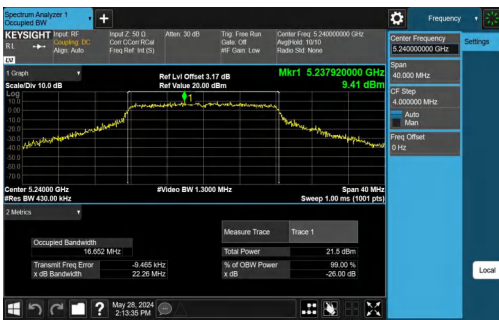 Spectrum Analyzer 1
Occupied BW
+
Frequency
KEYSIGHT Input: RF Input Z: 50 Ω Atten: 30 dB Trig: Free Run Center Freq: 5.240000000 GHz
RL Coupling: DC Corr CCorr RCal Gate: Off Avg|Hold: 10/10
Align: Auto Freq Ref: Int (S) #IF Gain: Low Radio Std: None
LV
Center Frequency
5.240000000 GHz
Settings
Span
40.000 MHz
CF Step
4.000000 MHz
Auto
Man
Freq Offset
0 Hz
Local
1 Graph
Ref Lvl Offset 3.17 dB
Mkr1 5.237920000 GHz
Scale/Div 10.0 dB
Ref Value 20.00 dBm
9.41 dBm
Log
1
10.0
0.00
-10.0
-20.0
-30.0
-40.0
-50.0
-60.0
-70.0
Center 5.24000 GHz
#Video BW 1.3000 MHz
Span 40 MHz
#Res BW 430.00 kHz
Sweep 1.00 ms (1001 pts)
2 Metrics
Measure Trace Trace 1
Occupied Bandwidth
16.652 MHz
Total Power 21.5 dBm
Transmit Freq Error -9.465 kHz
% of OBW Power 99.00 %
x dB Bandwidth 22.26 MHz
x dB -26.00 dB
?
May 28, 2024
2:13:35 PM